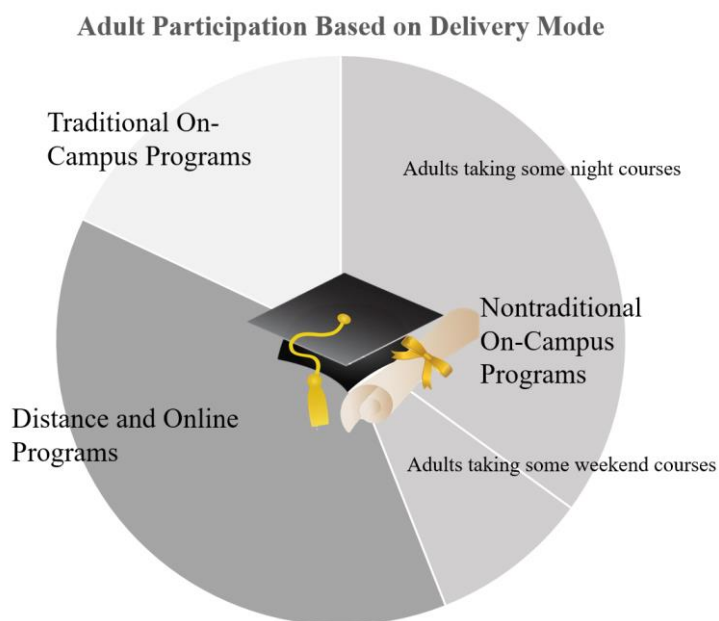 Adult Participation Based on Delivery Mode
Traditional On-
Campus Programs
Adults taking some night courses
Nontraditional
On-Campus
Programs
Distance and Online
Programs
Adults taking some weekend courses